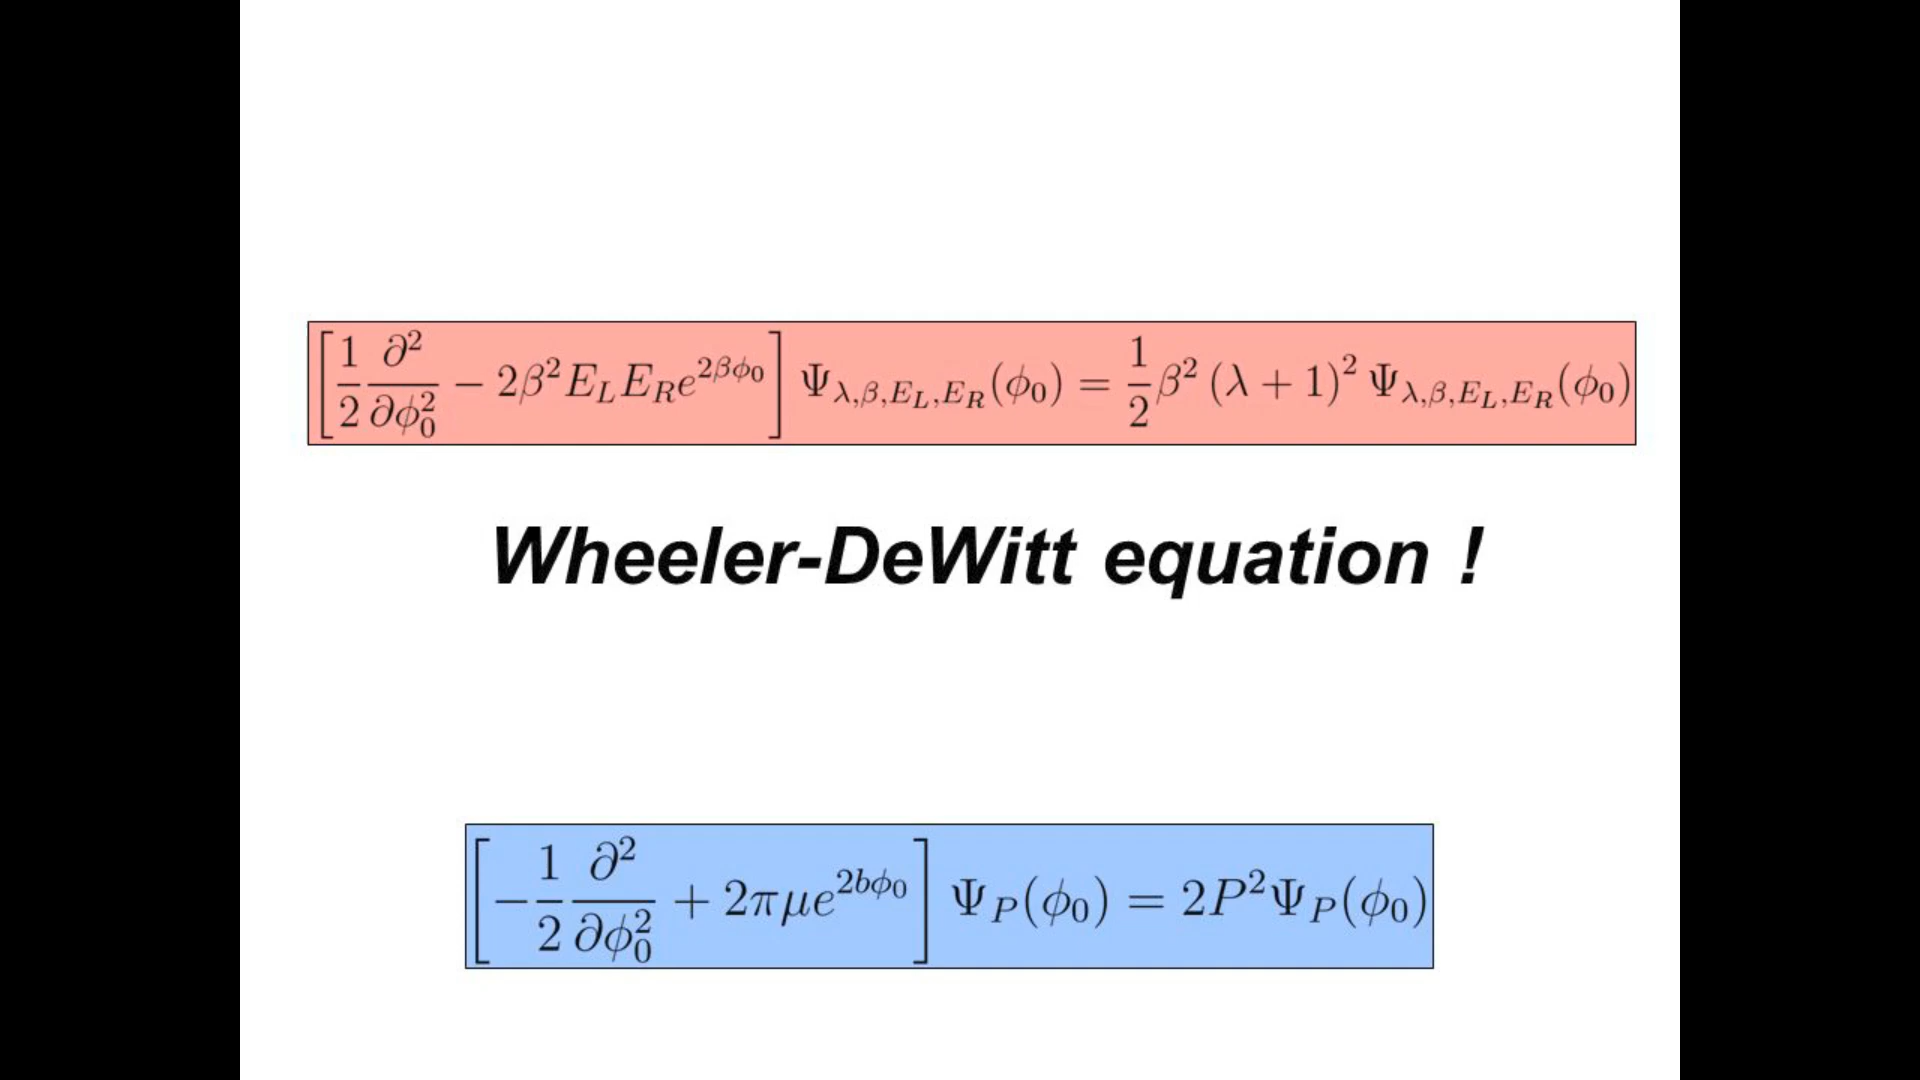 $\left[\frac{1}{2}\frac{\partial^2}{\partial\phi_0^2} - 2\beta^2 E_L E_R e^{2\beta\phi_0}\right]\Psi_{\lambda,\beta,E_L,E_R}(\phi_0) = \frac{1}{2}\beta^2(\lambda+1)^2\,\Psi_{\lambda,\beta,E_L,E_R}(\phi_0)$
Wheeler-DeWitt equation !
$\left[-\frac{1}{2}\frac{\partial^2}{\partial\phi_0^2} + 2\pi\mu e^{2b\phi_0}\right]\Psi_P(\phi_0) = 2P^2\Psi_P(\phi_0)$